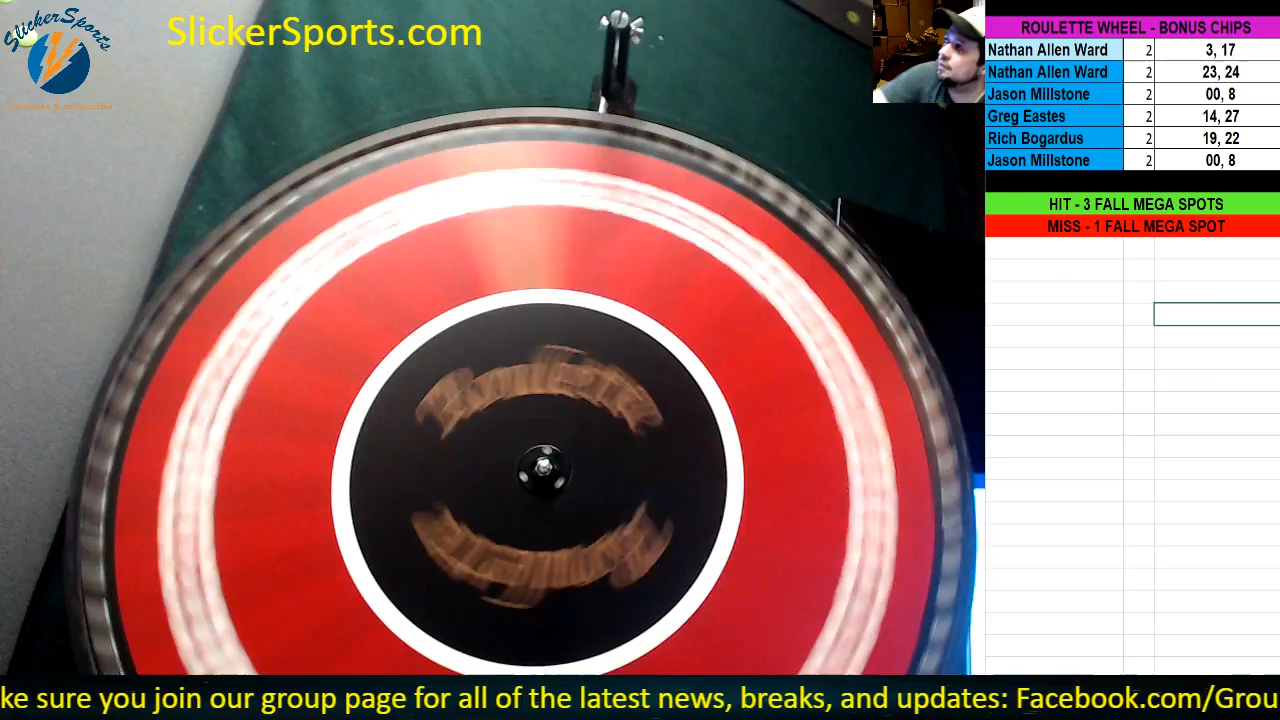 SlickerSports
SlickerSports.com
ROULETTE WHEEL - BONUS CHIPS
Nathan Allen Ward 2 3, 17
Nathan Allen Ward 2 23, 24
Jason Millstone 2 00, 8
Greg Eastes 2 14, 27
Rich Bogardus 2 19, 22
Jason Millstone 2 00, 8
HIT - 3 FALL MEGA SPOTS
MISS - 1 FALL MEGA SPOT
ke sure you join our group page for all of the latest news, breaks, and updates: Facebook.com/Grou